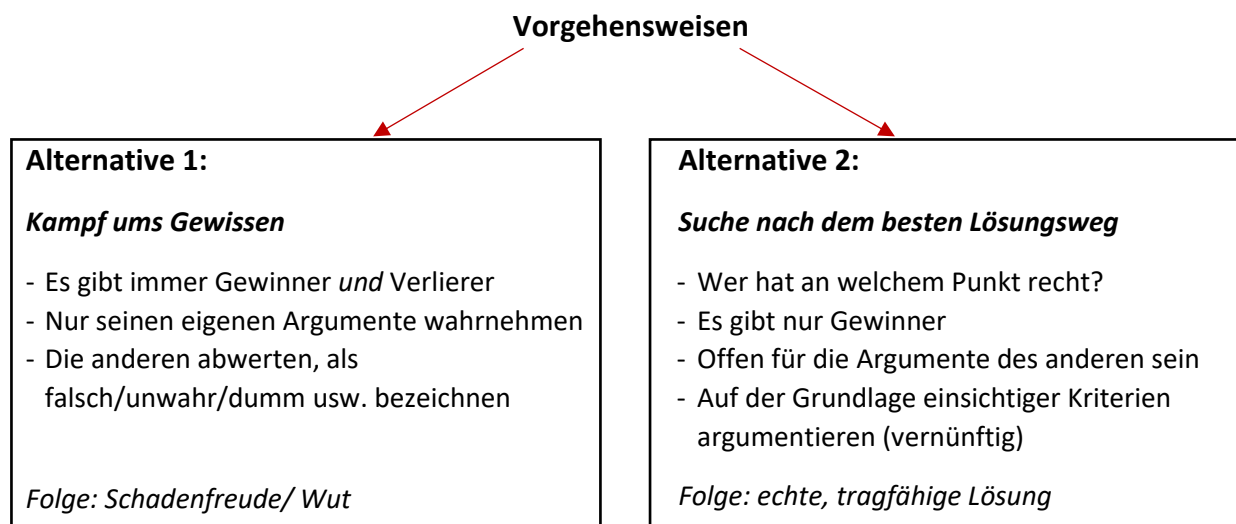 Vorgehensweisen
Alternative 1:
Kampf ums Gewissen
- Es gibt immer Gewinner und Verlierer
- Nur seinen eigenen Argumente wahrnehmen
- Die anderen abwerten, als
falsch/unwahr/dumm usw. bezeichnen
Folge: Schadenfreude/ Wut
Alternative 2:
Suche nach dem besten Lösungsweg
- Wer hat an welchem Punkt recht?
- Es gibt nur Gewinner
- Offen für die Argumente des anderen sein
- Auf der Grundlage einsichtiger Kriterien
argumentieren (vernünftig)
Folge: echte, tragfähige Lösung